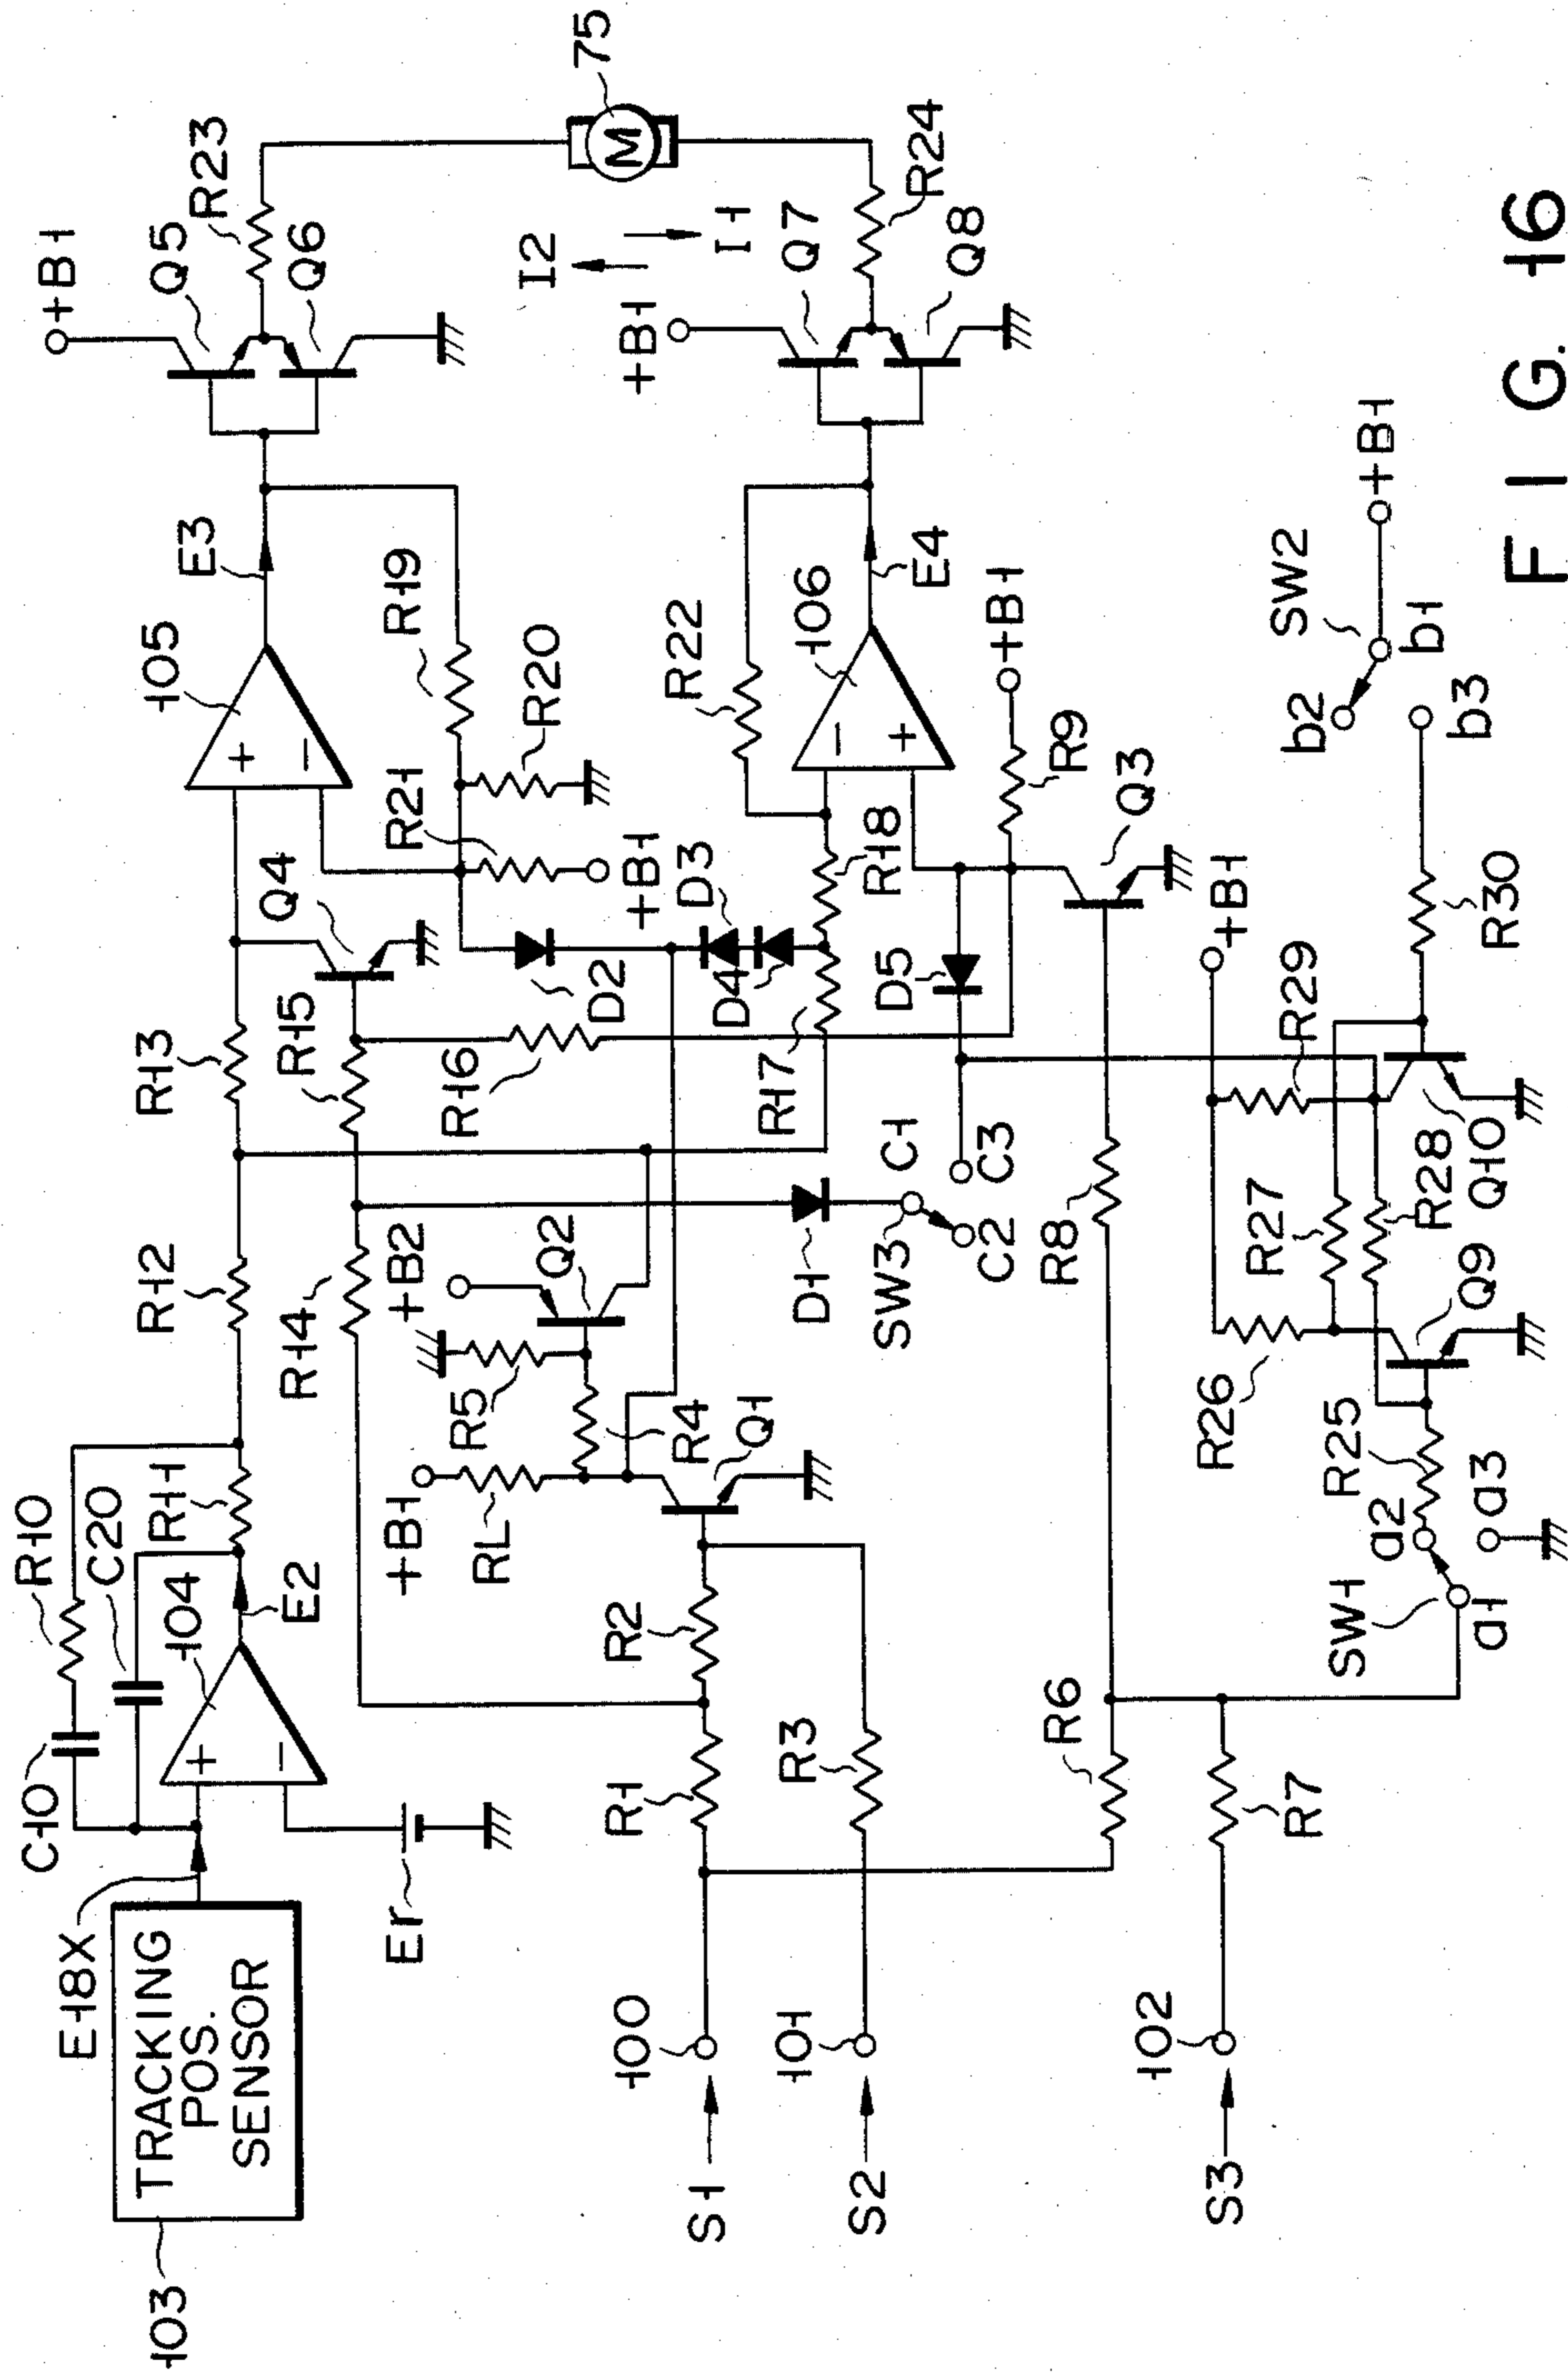 103
TRACKING
POS.
SENSOR
E18X
C10
R10
C20
104
+
−
E2
Er
R11
R12
R13
R14
R15
R16
105
+
−
E3
R19
R20
R21
+B1
Q4
+B1
Q5
Q6
R23
75
M
I2
I1
R24
+B1
Q7
Q8
R22
106
−
+
E4
R18
R17
D2
D3
D4
D5
+B1
R9
Q3
+B2
Q2
R5
R4
+B1
RL
Q1
D1
SW3
C1
C2
C3
100
S1
101
S2
102
S3
R1
R2
R3
R6
R7
R8
SW1
a1
a2
a3
R25
R26
R27
R28
R29
+B1
Q9
Q10
R30
SW2
b1
b2
b3
+B1
FIG. 16